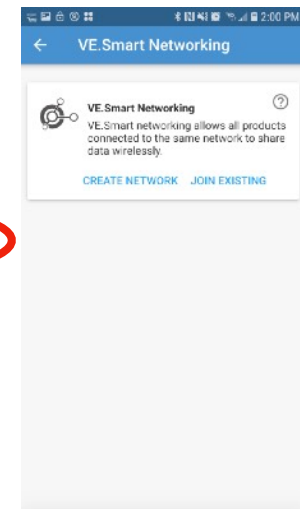 2:00 PM
VE.Smart Networking
VE.Smart Networking
VE.Smart networking allows all products
connected to the same network to share
data wirelessly.
CREATE NETWORK JOIN EXISTING